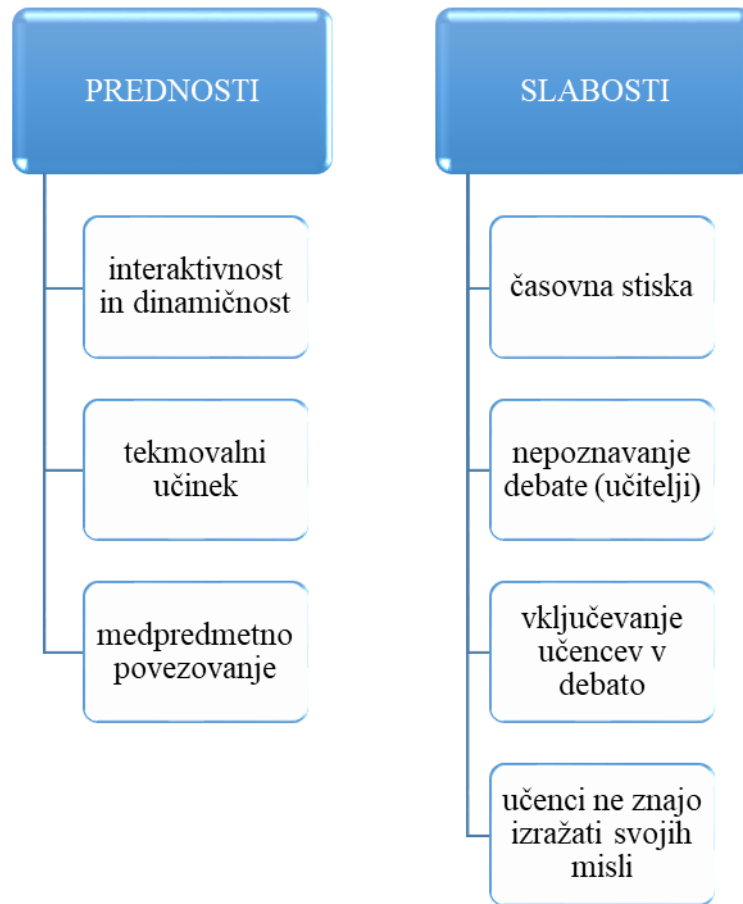 PREDNOSTI
interaktivnost
in dinamičnost
tekmovalni
učinek
medpredmetno
povezovanje
SLABOSTI
časovna stiska
nepoznavanje
debate (učitelji)
vključevanje
učencev v
debato
učenci ne znajo
izražati svojih
misli